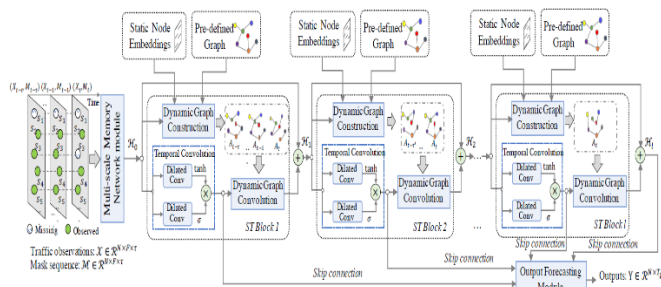 Static Node Embeddings
Pre-defined Graph
Static Node Embeddings
Pre-defined Graph
Static Node Embeddings
Pre-defined Graph
Time
Multi-scale Memory Network module
H₀
Dynamic Graph Construction
Temporal Convolution
Dilated Conv
tanh
Dilated Conv
σ
Dynamic Graph Convolution
ST Block 1
H₁
Dynamic Graph Construction
Temporal Convolution
Dilated Conv
tanh
Dilated Conv
σ
Dynamic Graph Convolution
ST Block 2
H₂
...
Dynamic Graph Construction
Temporal Convolution
Dilated Conv
tanh
Dilated Conv
σ
Dynamic Graph Convolution
ST Block l
Missing
Observed
Traffic observations: X ∈ R^{N×F×τ}
Mask sequence: M ∈ R^{N×F×τ}
Skip connection
Skip connection
Skip connection
Skip connection
Output Forecasting Module